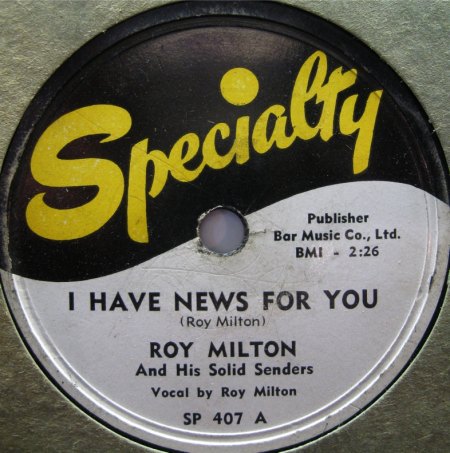 Specialty
Publisher
Bar Music Co., Ltd.
BMI - 2:26
I HAVE NEWS FOR YOU
(Roy Milton)
ROY MILTON
And His Solid Senders
Vocal by Roy Milton
SP 407 A